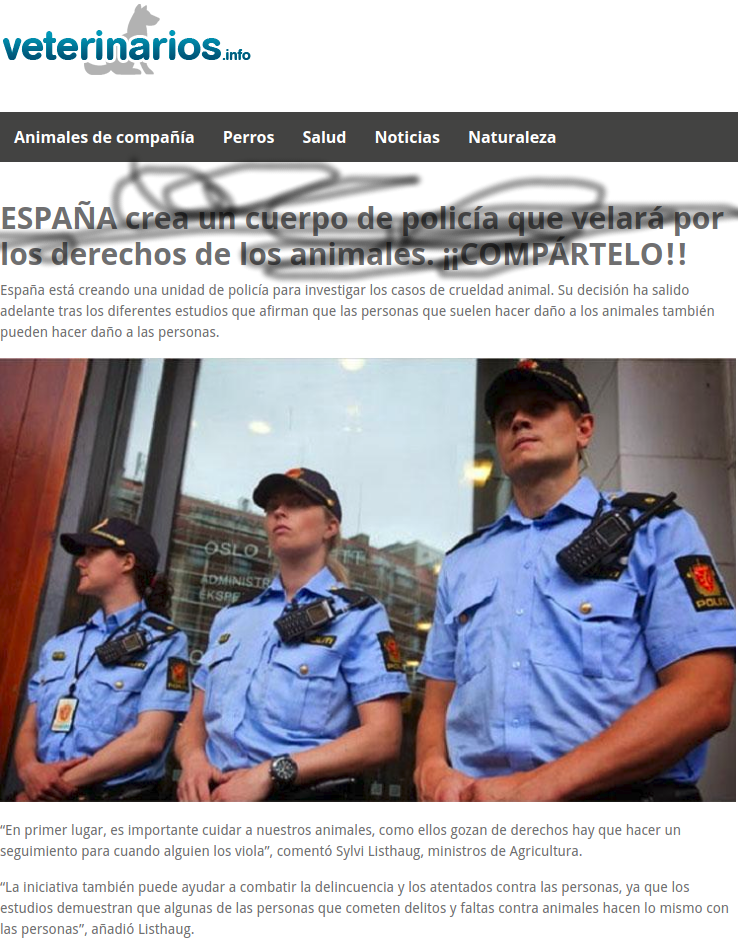 veterinarios.info
Animales de compañía Perros Salud Noticias Naturaleza
ESPAÑA crea un cuerpo de policía que velará por
los derechos de los animales. ¡¡COMPÁRTELO!!
España está creando una unidad de policía para investigar los casos de crueldad animal. Su decisión ha salido
adelante tras los diferentes estudios que afirman que las personas que suelen hacer daño a los animales también
pueden hacer daño a las personas.
OSLO
ADMINISTR
EKSPE
POLITI
“En primer lugar, es importante cuidar a nuestros animales, como ellos gozan de derechos hay que hacer un
seguimiento para cuando alguien los viola”, comentó Sylvi Listhaug, ministros de Agricultura.
“La iniciativa también puede ayudar a combatir la delincuencia y los atentados contra las personas, ya que los
estudios demuestran que algunas de las personas que cometen delitos y faltas contra animales hacen lo mismo con
las personas”, añadió Listhaug.